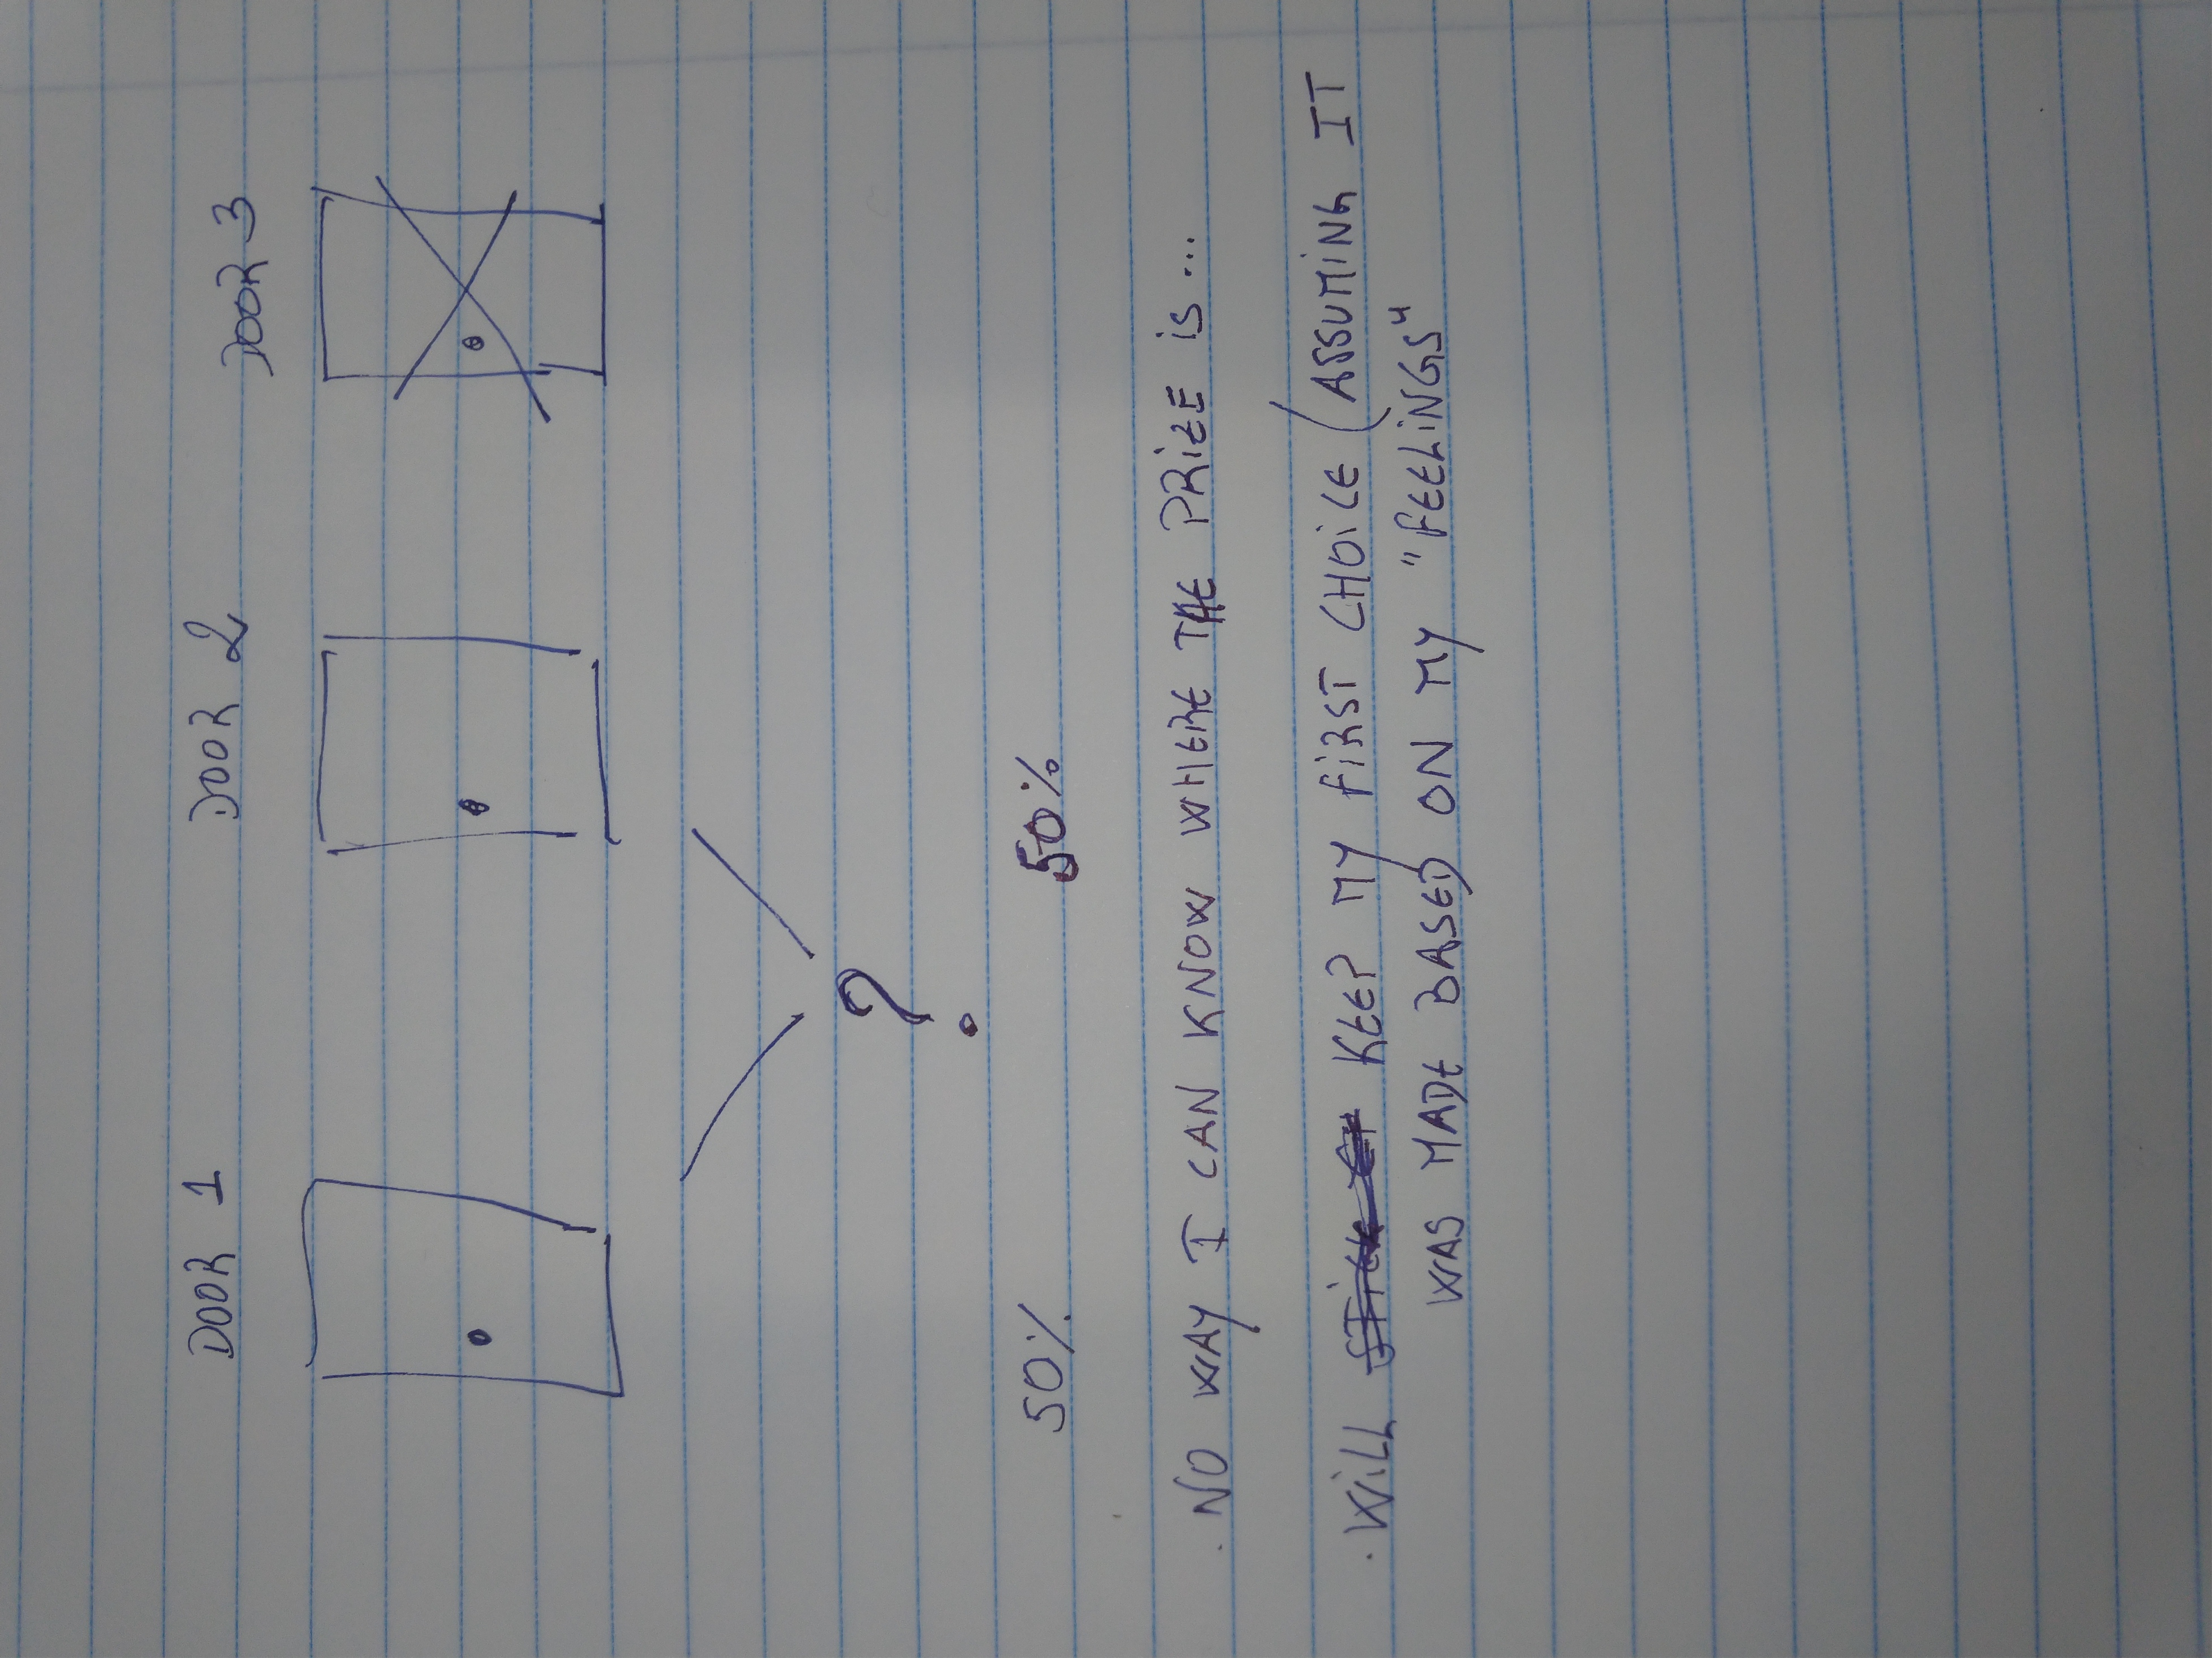 DOOR 1 DOOR 2 DOOR 3
?
50% 50%
. NO WAY I CAN KNOW WHERE THE PRIZE IS ...
. WILL KEEP MY FIRST CHOICE (ASSUMING IT
WAS MADE BASED ON MY "FEELINGS"